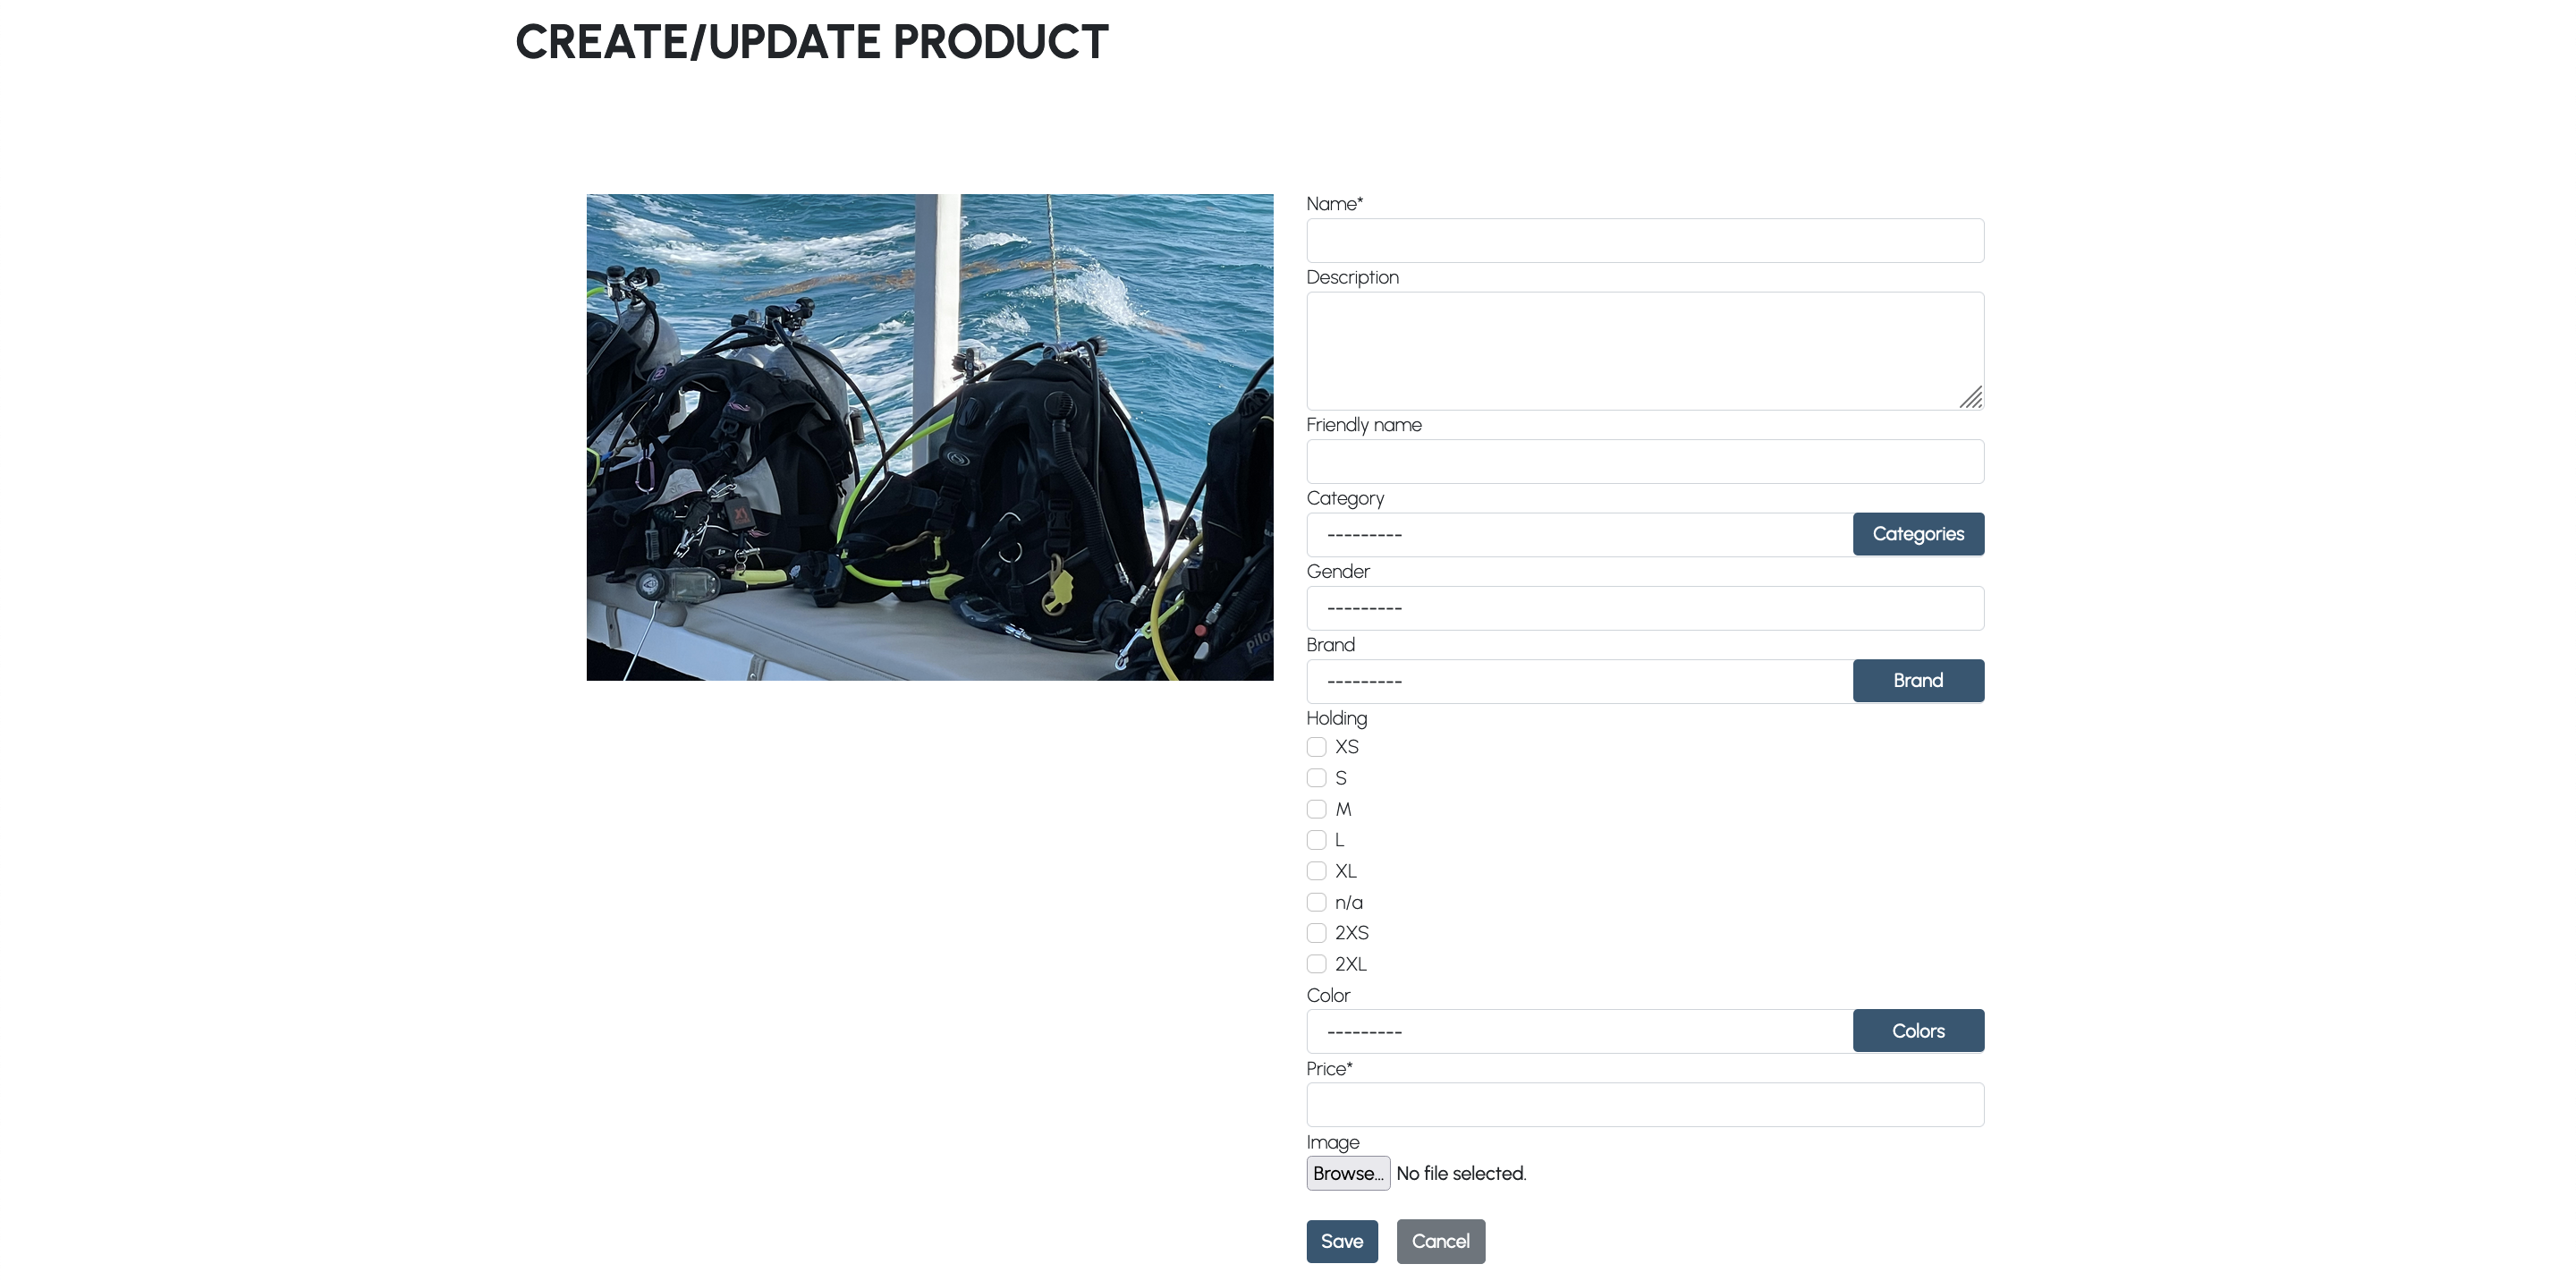 CREATE/UPDATE PRODUCT
Name*
Description
Friendly name
Category
---------
Categories
Gender
---------
Brand
---------
Brand
Holding
XS
S
M
L
XL
n/a
2XS
2XL
Color
---------
Colors
Price*
Image
Browse... No file selected.
Save Cancel
pilot